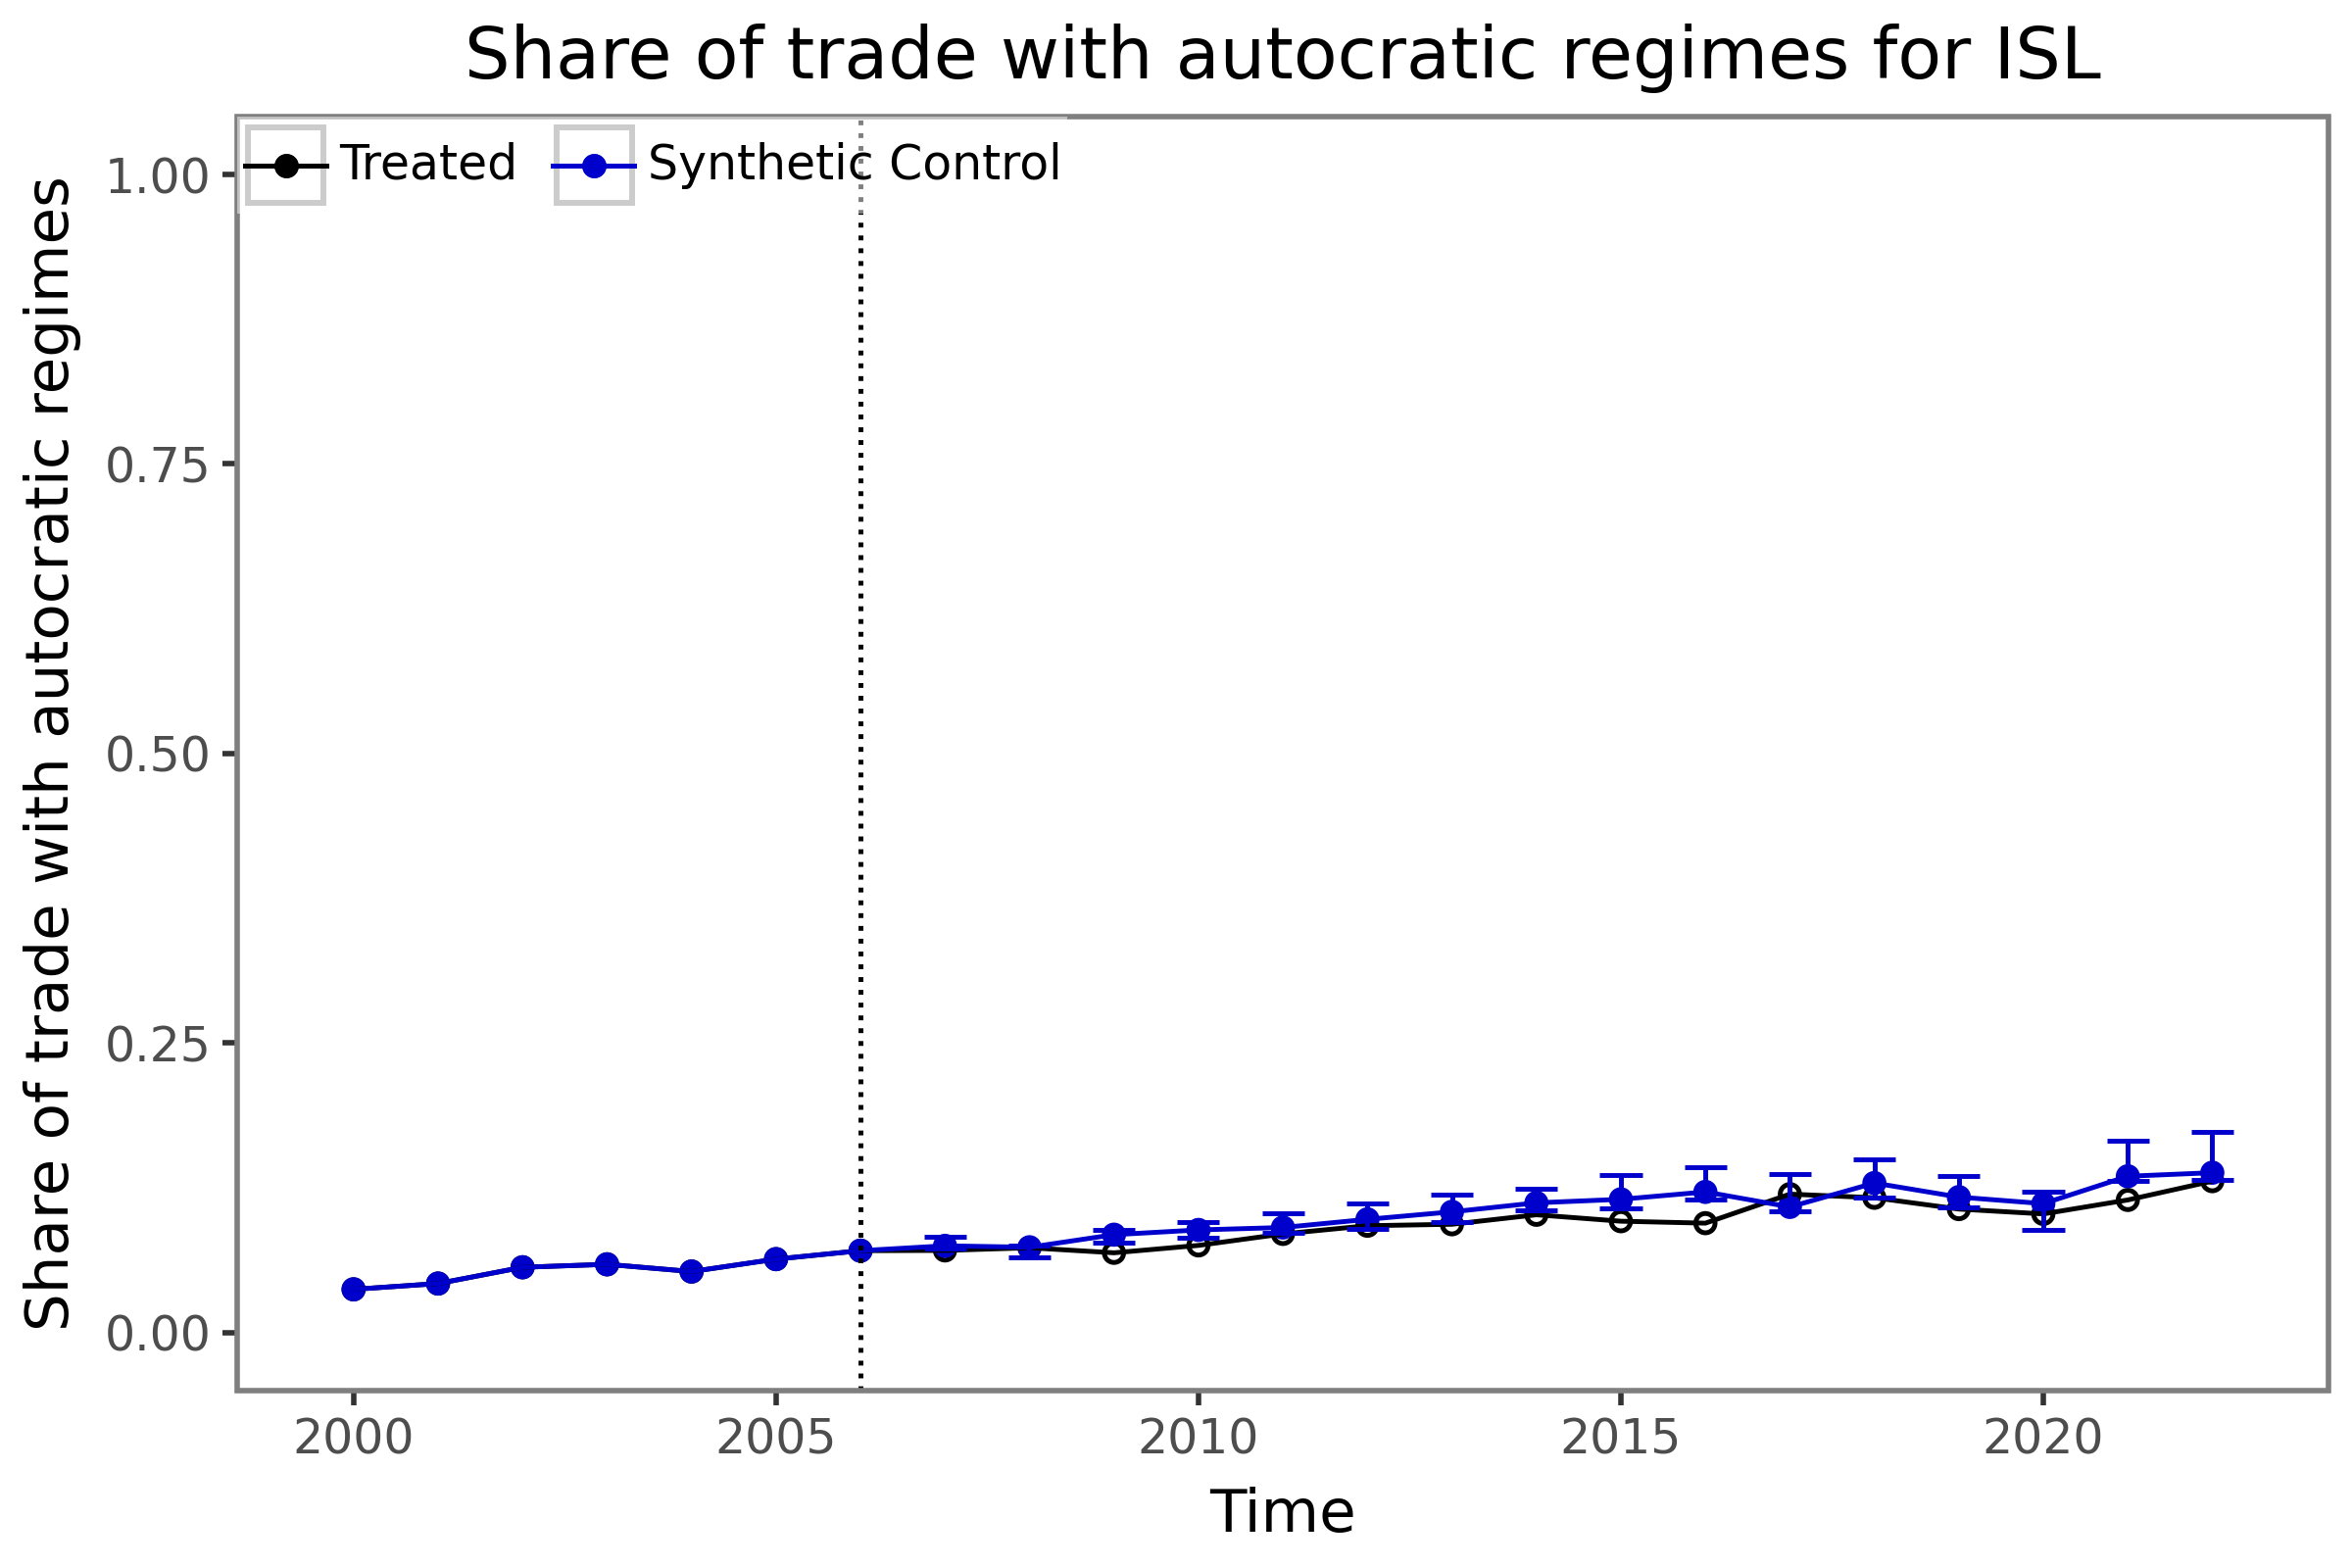 Share of trade with autocratic regimes for ISL
Treated Synthetic Control
Share of trade with autocratic regimes
1.00
0.75
0.50
0.25
0.00
2000 2005 2010 2015 2020
Time